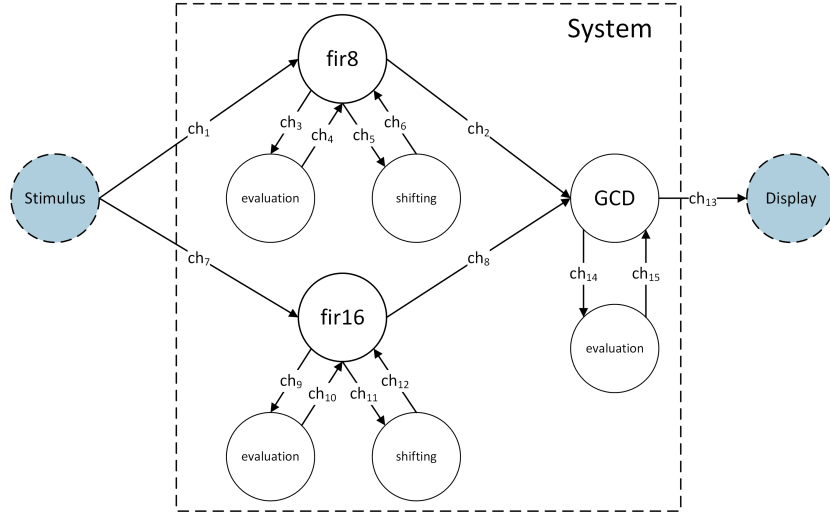 System
fir8
ch1
ch2
ch3
ch4
ch5
ch6
Stimulus
evaluation
shifting
GCD
ch13
Display
ch7
ch8
ch14
ch15
fir16
evaluation
ch9
ch10
ch11
ch12
evaluation
shifting